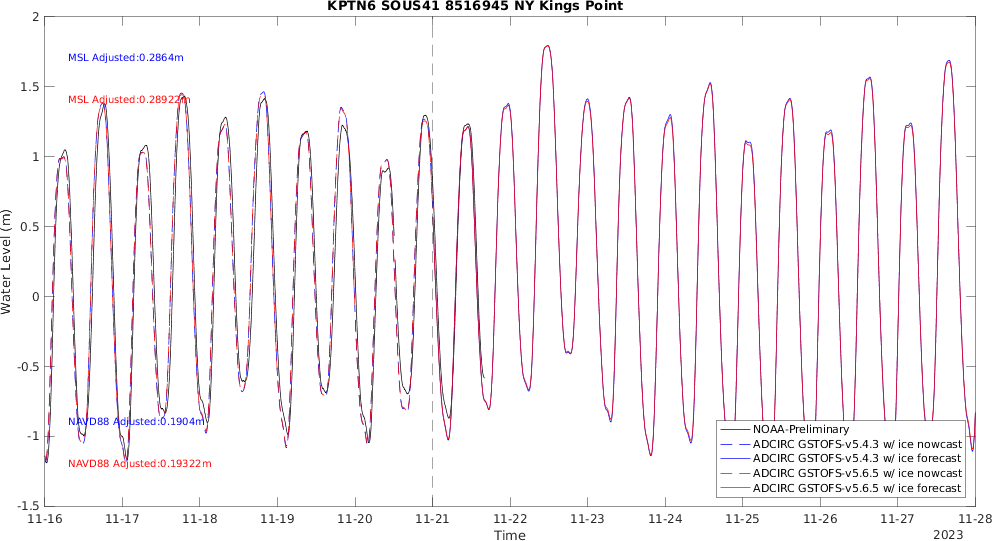 KPTN6 SOUS41 8516945 NY Kings Point
2
1.5
1
0.5
0
-0.5
-1
-1.5
Water Level (m)
MSL Adjusted:0.2864m
MSL Adjusted:0.28922m
NAVD88 Adjusted:0.1904m
NAVD88 Adjusted:0.19322m
NOAA-Preliminary
ADCIRC GSTOFS-v5.4.3 w/ ice nowcast
ADCIRC GSTOFS-v5.4.3 w/ ice forecast
ADCIRC GSTOFS-v5.6.5 w/ ice nowcast
ADCIRC GSTOFS-v5.6.5 w/ ice forecast
11-16 11-17 11-18 11-19 11-20 11-21 11-22 11-23 11-24 11-25 11-26 11-27 11-28
Time
2023